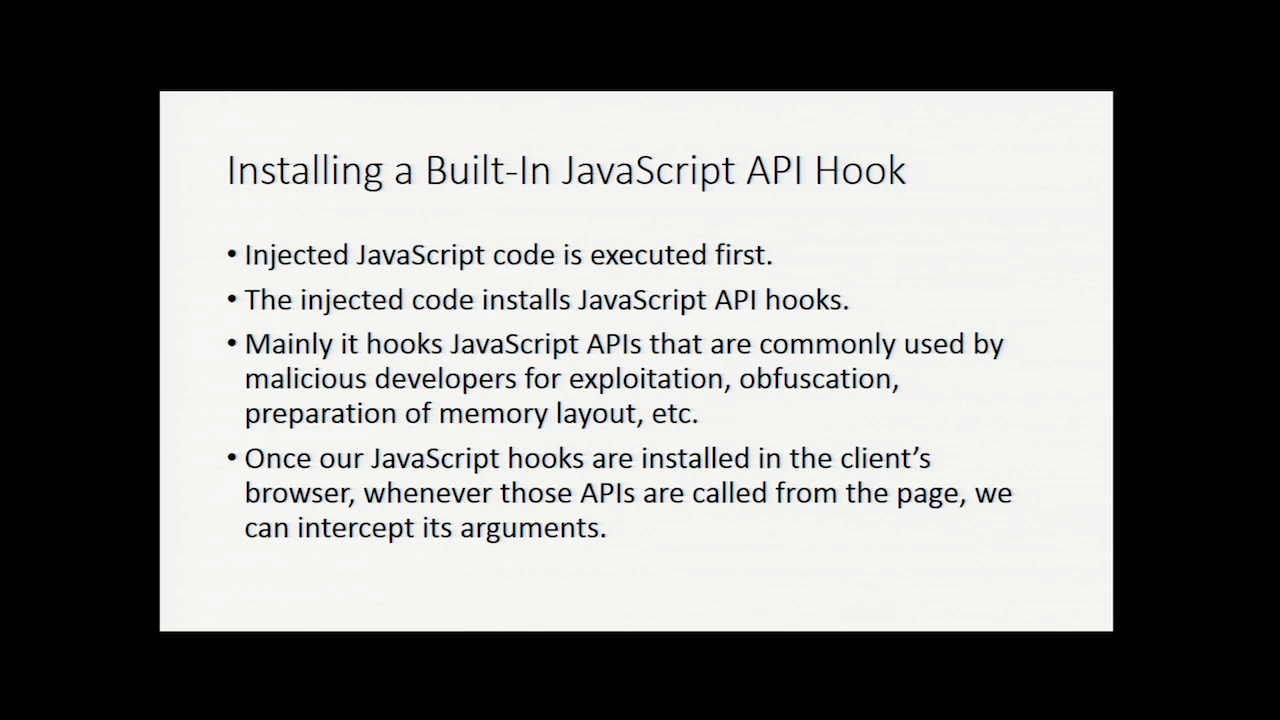 Installing a Built-In JavaScript API Hook
• Injected JavaScript code is executed first.
• The injected code installs JavaScript API hooks.
• Mainly it hooks JavaScript APIs that are commonly used by
malicious developers for exploitation, obfuscation,
preparation of memory layout, etc.
• Once our JavaScript hooks are installed in the client's
browser, whenever those APIs are called from the page, we
can intercept its arguments.